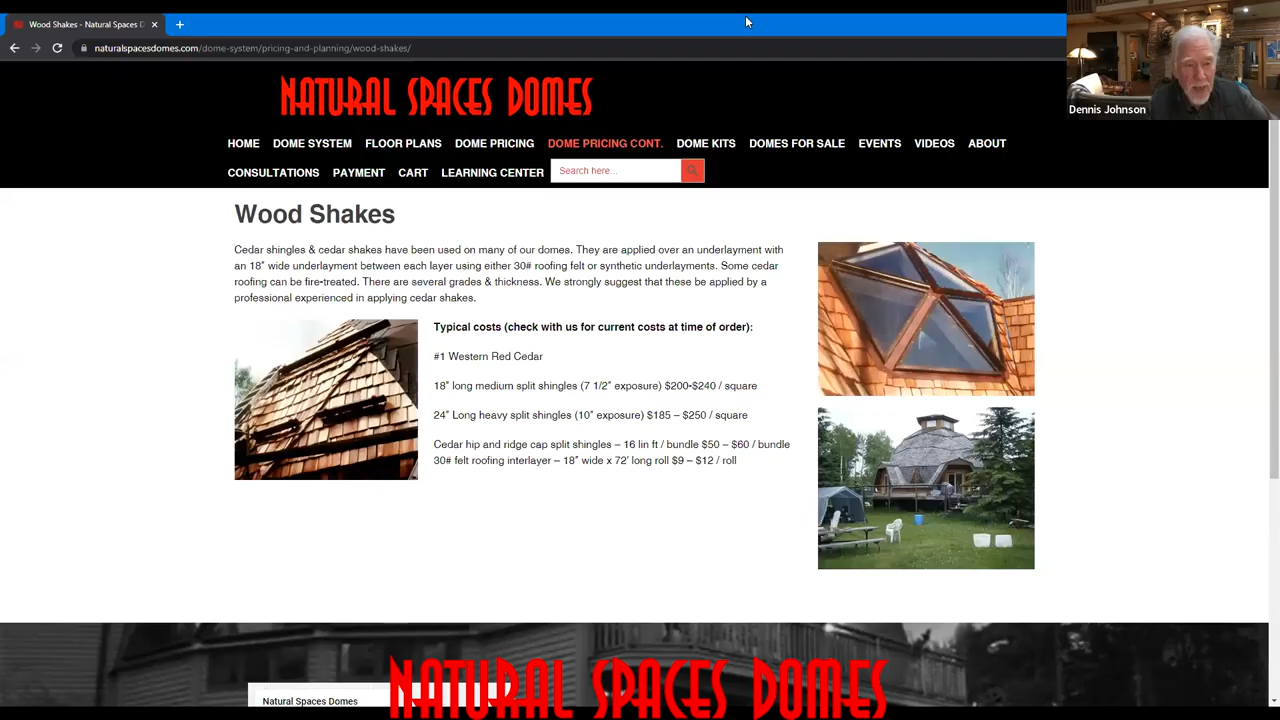 Wood Shakes - Natural Spaces D
naturalspacesdomes.com/dome-system/pricing-and-planning/wood-shakes/
Dennis Johnson
NATURAL SPACES DOMES
HOME DOME SYSTEM FLOOR PLANS DOME PRICING DOME PRICING CONT. DOME KITS DOMES FOR SALE EVENTS VIDEOS ABOUT
CONSULTATIONS PAYMENT CART LEARNING CENTER Search here...
Wood Shakes
Cedar shingles & cedar shakes have been used on many of our domes. They are applied over an underlayment with
an 18″ wide underlayment between each layer using either 30# roofing felt or synthetic underlayments. Some cedar
roofing can be fire-treated. There are several grades & thickness. We strongly suggest that these be applied by a
professional experienced in applying cedar shakes.
Typical costs (check with us for current costs at time of order):
#1 Western Red Cedar
18″ long medium split shingles (7 1/2″ exposure) $200-$240 / square
24″ Long heavy split shingles (10″ exposure) $185 – $250 / square
Cedar hip and ridge cap split shingles – 16 lin ft / bundle $50 – $60 / bundle
30# felt roofing interlayer – 18″ wide x 72′ long roll $9 – $12 / roll
NATURAL SPACES DOMES
Natural Spaces Domes